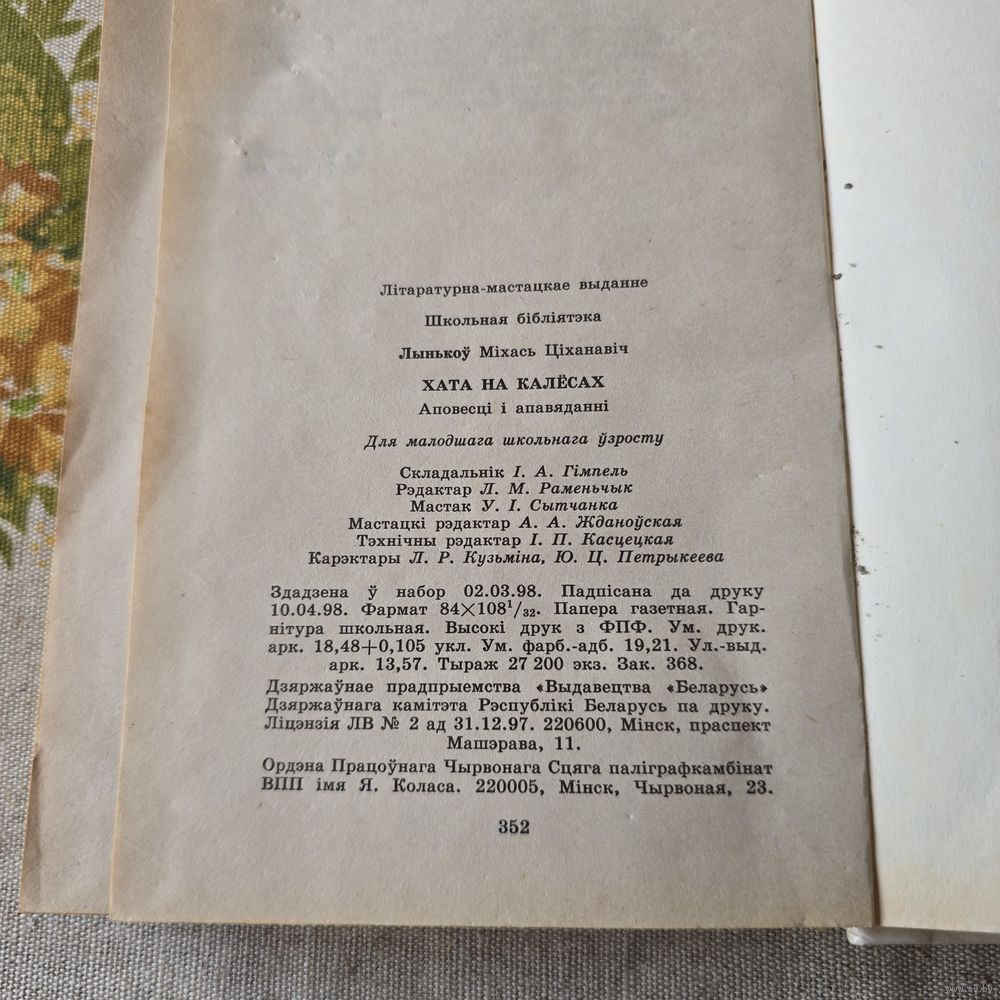 Літаратурна-мастацкае выданне
Школьная бібліятэка
Лынькоў Міхась Ціханавіч
ХАТА НА КАЛЁСАХ
Аповесці і апавяданні
Для малодшага школьнага ўзросту
Складальнік І. А. Гімпель
Рэдактар Л. М. Раменьчык
Мастак У. І. Сытчанка
Мастацкі рэдактар А. А. Жданоўская
Тэхнічны рэдактар І. П. Касцецкая
Карэктары Л. Р. Кузьміна, Ю. Ц. Петрыкеева
Здадзена ў набор 02.03.98. Падпісана да друку
10.04.98. Фармат 84×108¹/₃₂. Папера газетная. Гар-
нітура школьная. Высокі друк з ФПФ. Ум. друк.
арк. 18,48+0,105 укл. Ум. фарб.-адб. 19,21. Ул.-выд.
арк. 13,57. Тыраж 27 200 экз. Зак. 368.
Дзяржаўнае прадпрыемства «Выдавецтва «Беларусь»
Дзяржаўнага камітэта Рэспублікі Беларусь па друку.
Ліцэнзія ЛВ № 2 ад 31.12.97. 220600, Мінск, праспект
Машэрава, 11.
Ордэна Працоўнага Чырвонага Сцяга паліграфкамбінат
ВПП імя Я. Коласа. 220005, Мінск, Чырвоная, 23.
352
www.ay.by